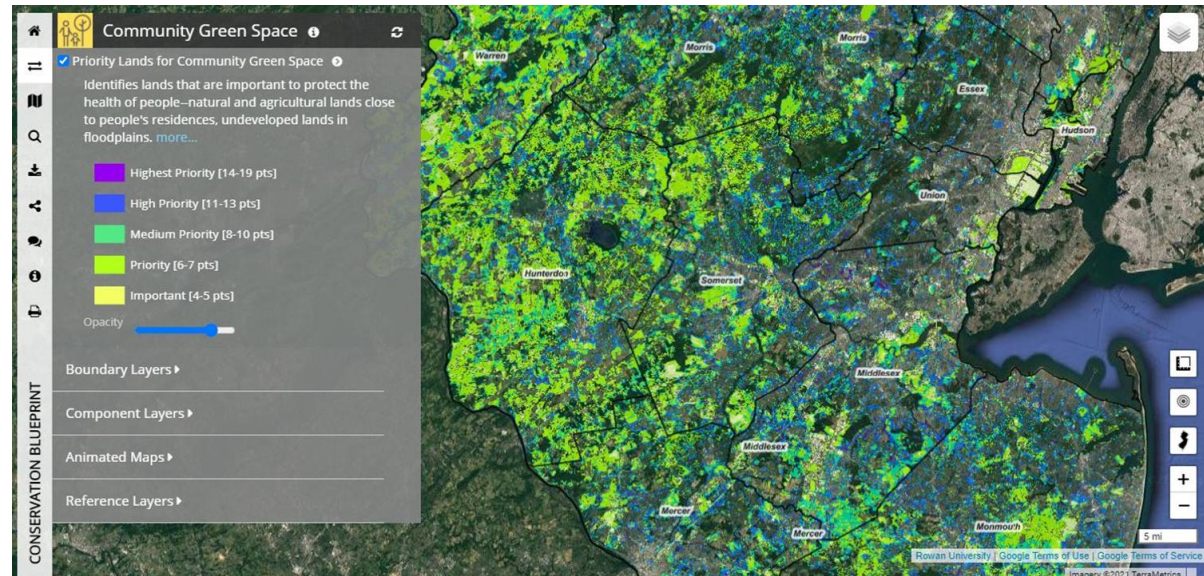 Community Green Space
Priority Lands for Community Green Space
Identifies lands that are important to protect the
health of people--natural and agricultural lands close
to people's residences, undeveloped lands in
floodplains. more...
Highest Priority [14-19 pts]
High Priority [11-13 pts]
Medium Priority [8-10 pts]
Priority [6-7 pts]
Important [4-5 pts]
Opacity
Boundary Layers
Component Layers
Animated Maps
Reference Layers
CONSERVATION BLUEPRINT
Warren
Morris
Morris
Essex
Hudson
Union
Hunterdon
Somerset
Middlesex
Middlesex
Mercer
Mercer
Monmouth
5 mi
Rowan University | Google Terms of Use | Google Terms of Service
Imagery ©2021 TerraMetrics